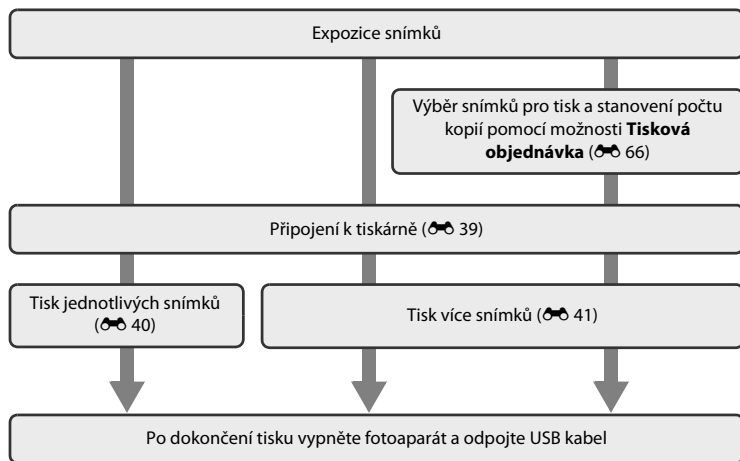 Expozice snímků
Výběr snímků pro tisk a stanovení počtu
kopií pomocí možnosti Tisková
objednávka (66)
Připojení k tiskárně (39)
Tisk jednotlivých snímků
(40)
Tisk více snímků (41)
Po dokončení tisku vypněte fotoaparát a odpojte USB kabel